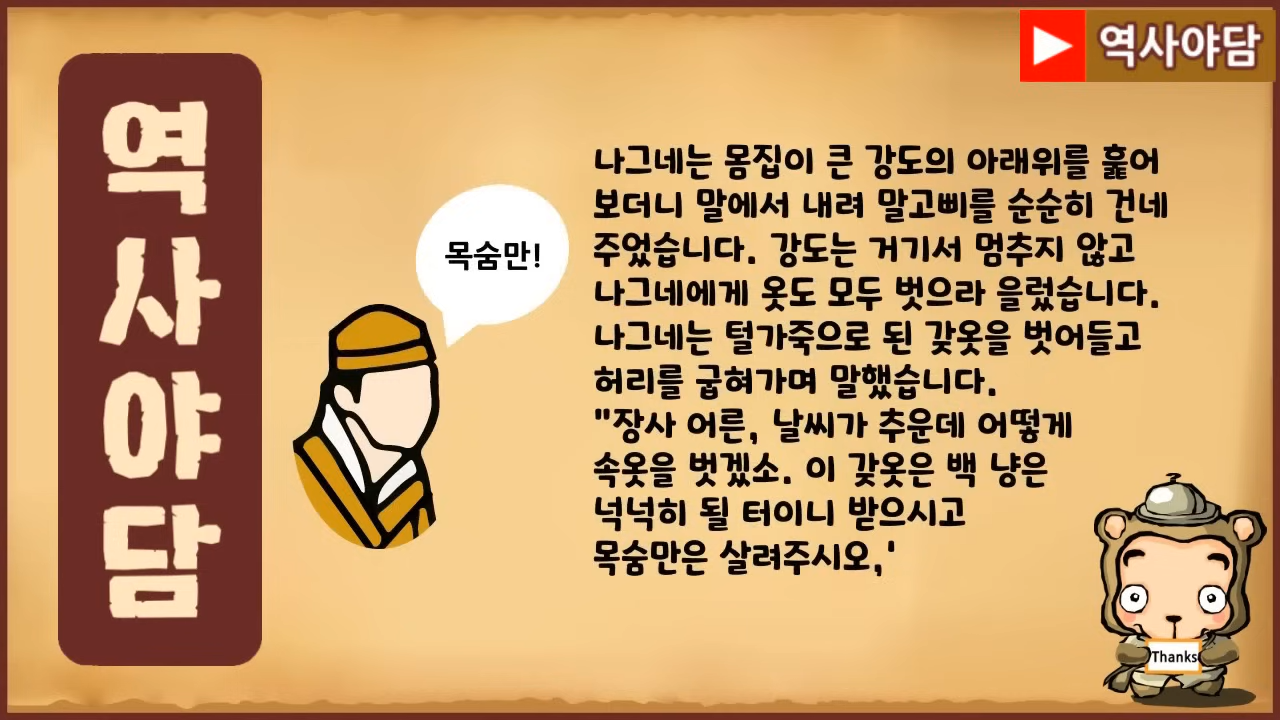 역사야담
역사야담
목숨만!
나그네는 몸집이 큰 강도의 아래위를 훑어
보더니 말에서 내려 말고삐를 순순히 건네
주었습니다. 강도는 거기서 멈추지 않고
나그네에게 옷도 모두 벗으라 을렀습니다.
나그네는 털가죽으로 된 갖옷을 벗어들고
허리를 굽혀가며 말했습니다.
"장사 어른, 날씨가 추운데 어떻게
속옷을 벗겠소. 이 갖옷은 백 냥은
넉넉히 될 터이니 받으시고
목숨만은 살려주시오,'
Thanks